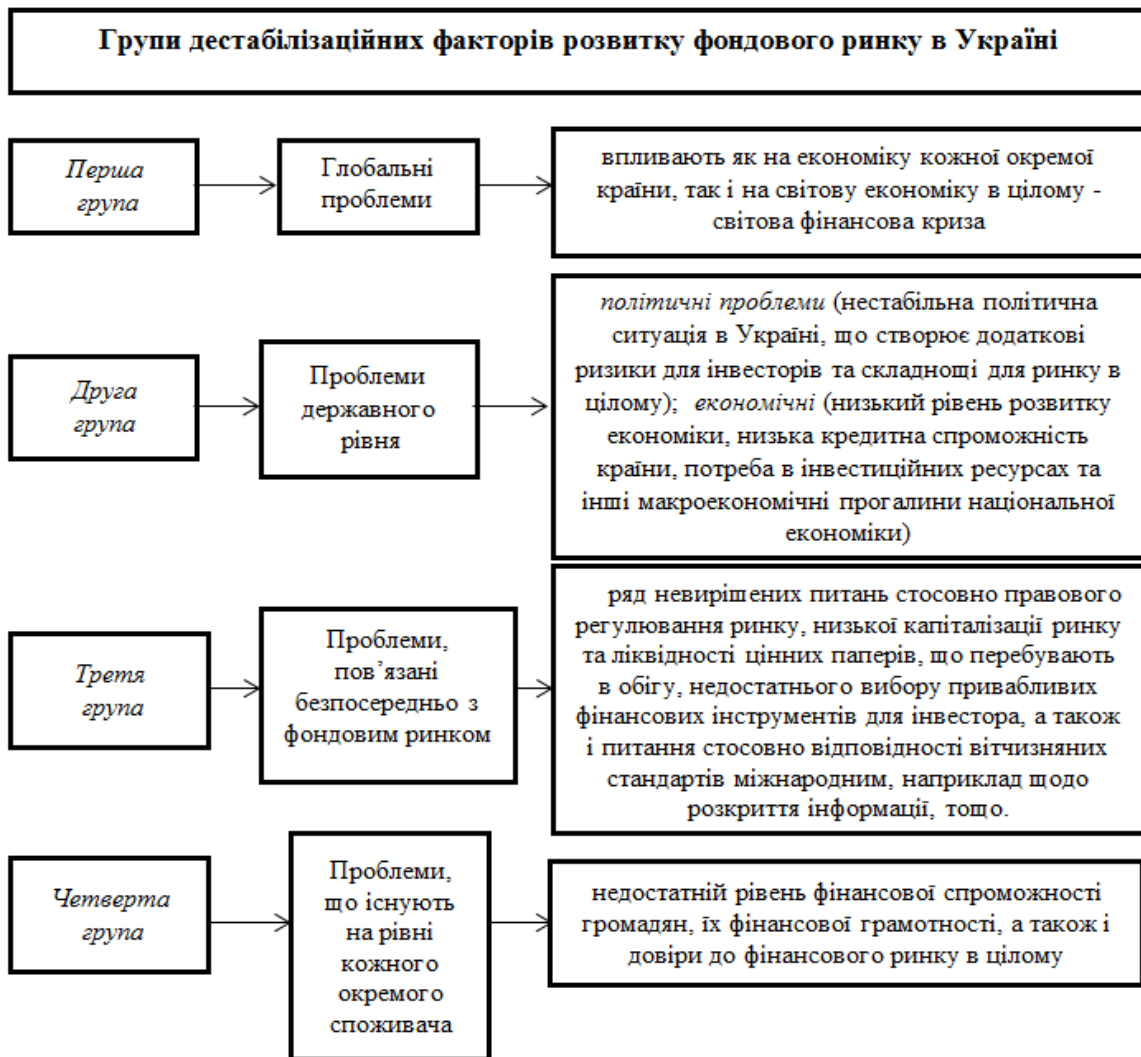 Групи дестабілізаційних факторів розвитку фондового ринку в Україні
Перша
група
Глобальні
проблеми
впливають як на економіку кожної окремої
країни, так і на світову економіку в цілому -
світова фінансова криза
Друга
група
Проблеми
державного
рівня
політичні проблеми (нестабільна політична
ситуація в Україні, що створює додаткові
ризики для інвесторів та складнощі для ринку в
цілому); економічні (низький рівень розвитку
економіки, низька кредитна спроможність
країни, потреба в інвестиційних ресурсах та
інші макроекономічні прогалини національної
економіки)
Третя
група
Проблеми,
пов’язані
безпосередньо з
фондовим ринком
ряд невирішених питань стосовно правового
регулювання ринку, низької капіталізації ринку
та ліквідності цінних паперів, що перебувають
в обігу, недостатнього вибору привабливих
фінансових інструментів для інвестора, а також
і питання стосовно відповідності вітчизняних
стандартів міжнародним, наприклад щодо
розкриття інформації, тощо.
Четверта
група
Проблеми,
що існують
на рівні
кожного
окремого
споживача
недостатній рівень фінансової спроможності
громадян, їх фінансової грамотності, а також і
довіри до фінансового ринку в цілому